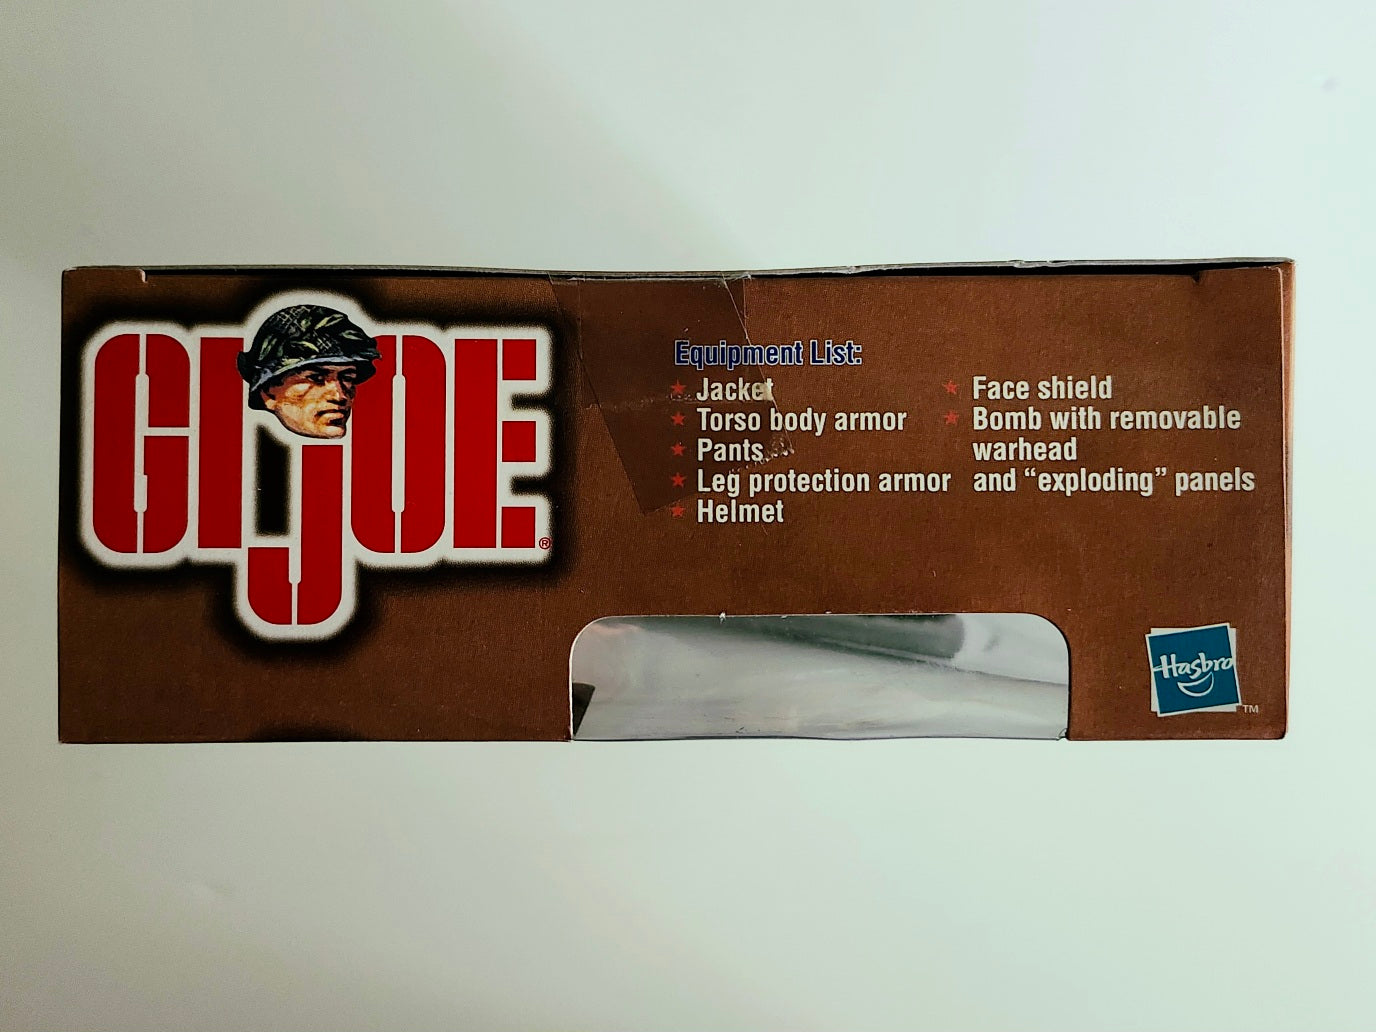 GI JOE®
Equipment List:
★ Jacket
★ Torso body armor
★ Pants
★ Leg protection armor
★ Helmet
★ Face shield
★ Bomb with removable
warhead
and “exploding” panels
Hasbro
TM